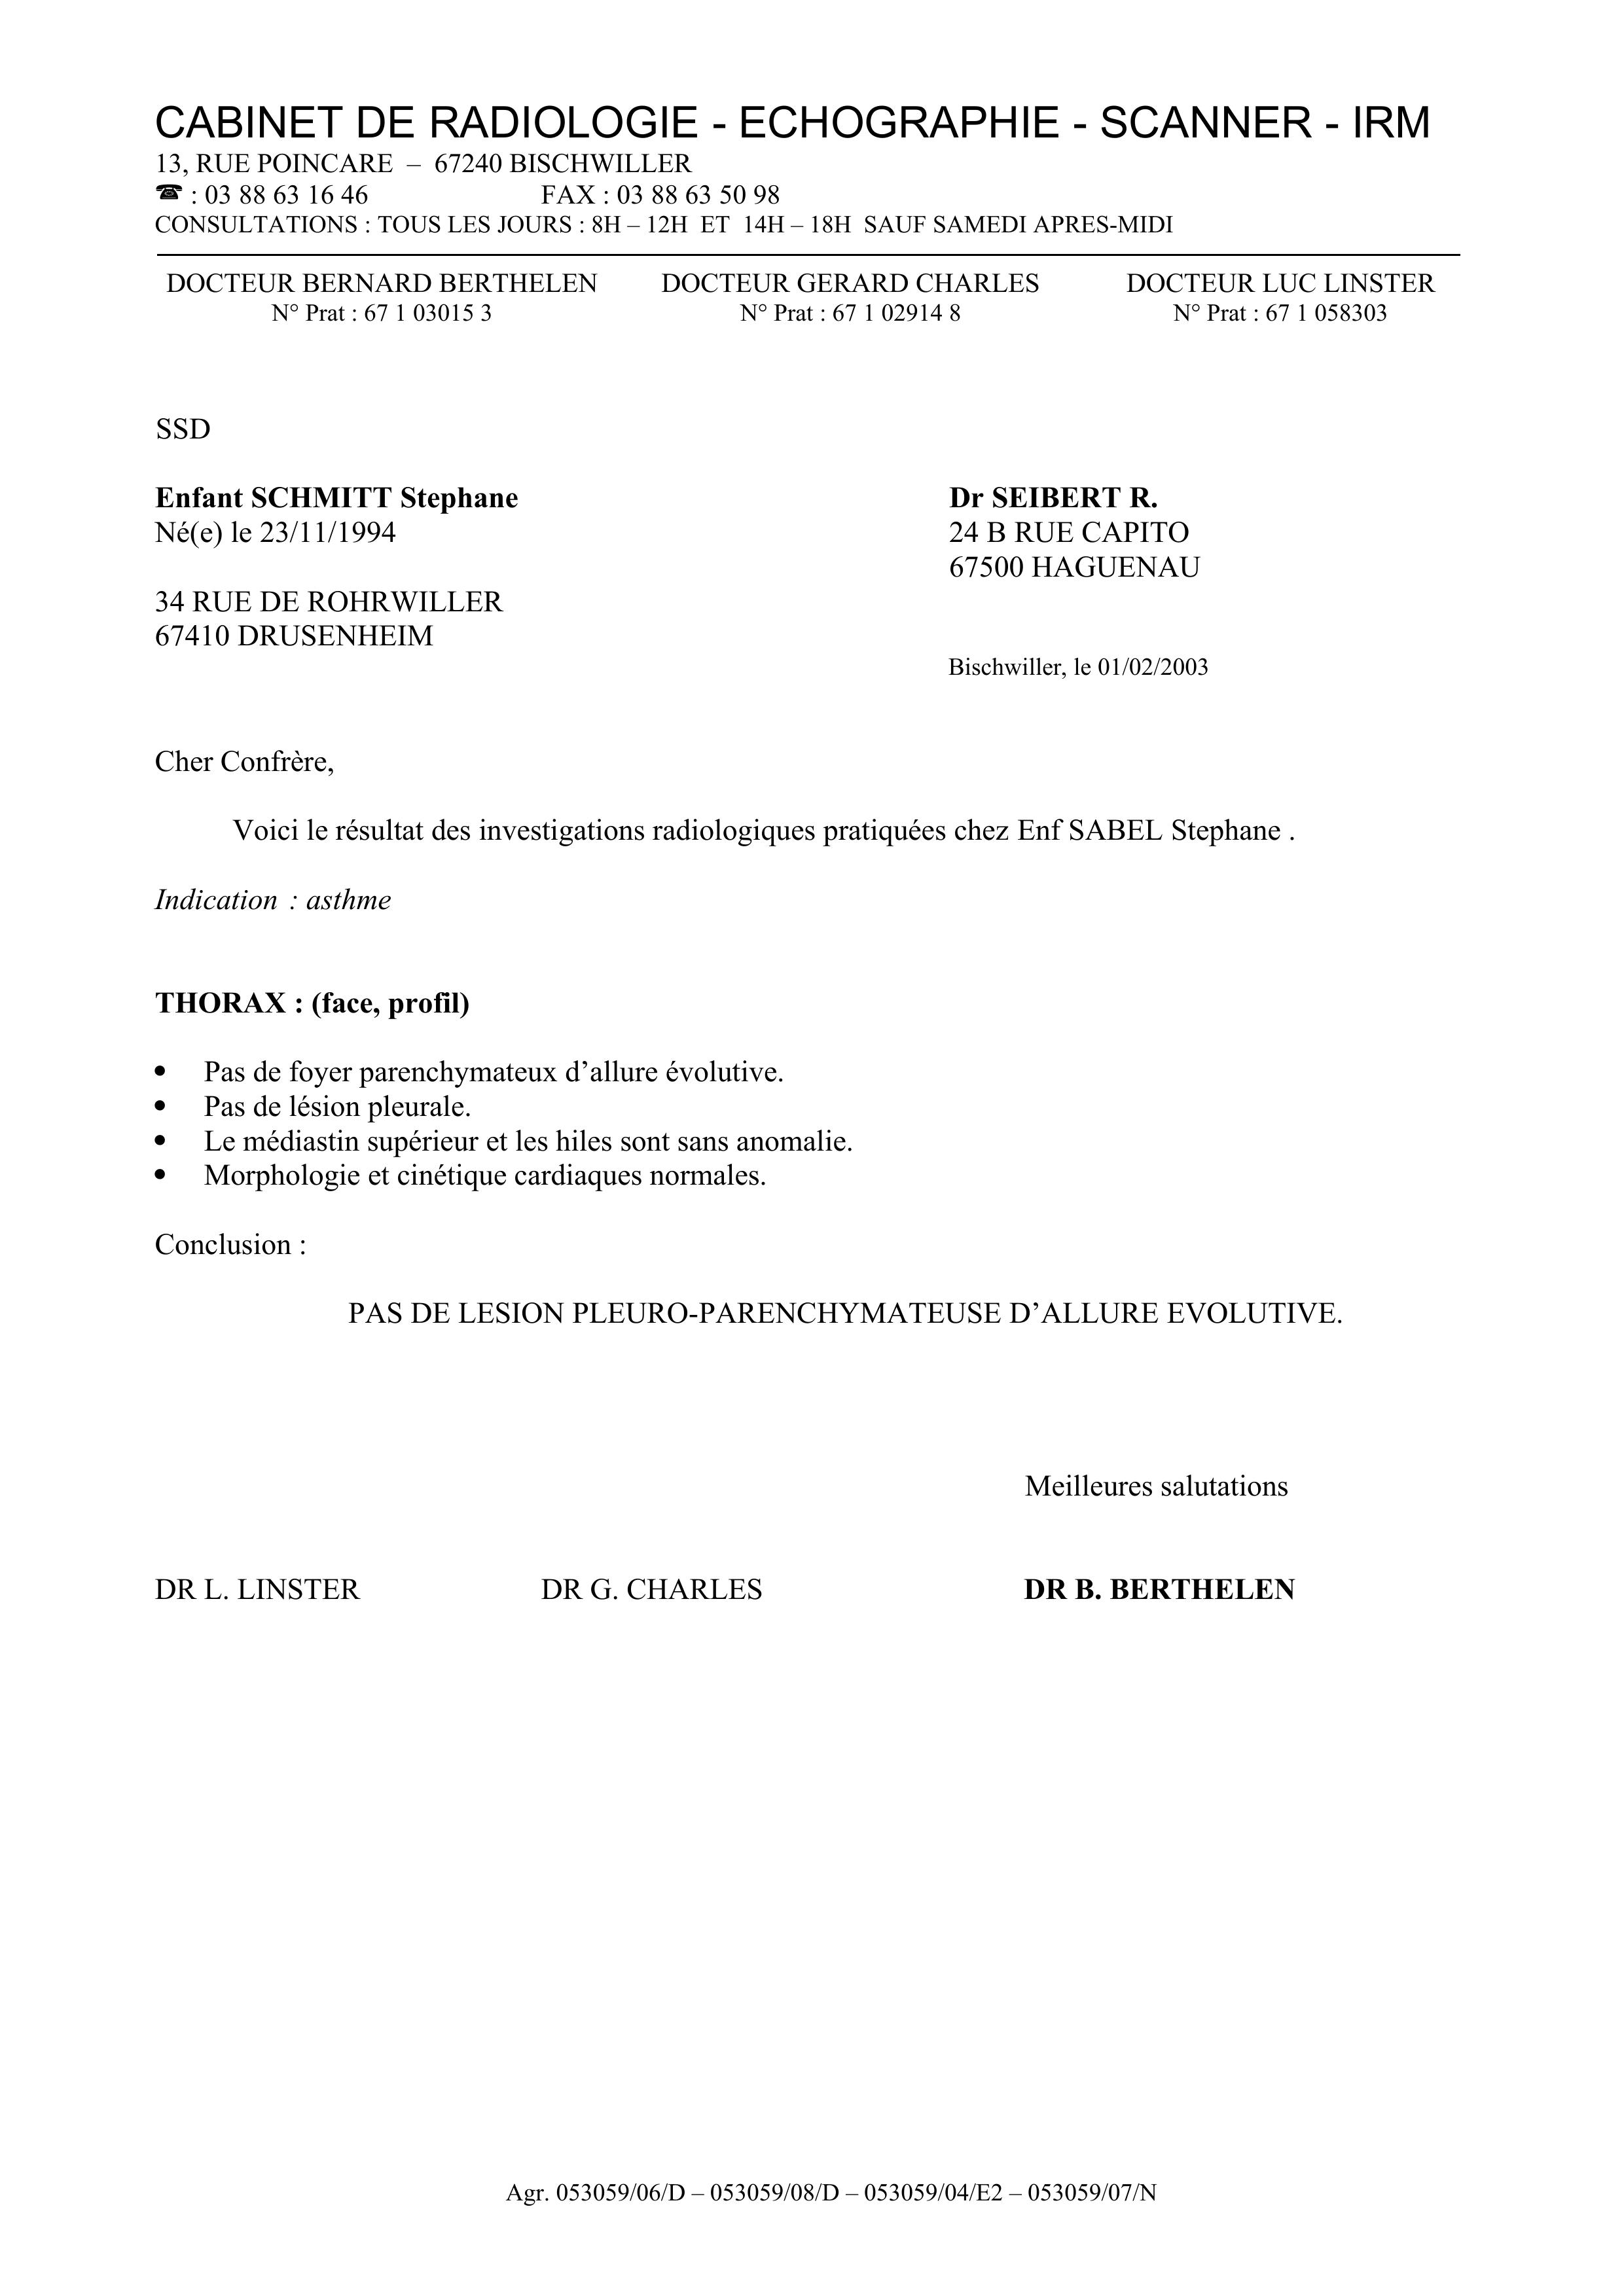 CABINET DE RADIOLOGIE - ECHOGRAPHIE - SCANNER - IRM
13, RUE POINCARE – 67240 BISCHWILLER
☎ : 03 88 63 16 46 FAX : 03 88 63 50 98
CONSULTATIONS : TOUS LES JOURS : 8H – 12H ET 14H – 18H SAUF SAMEDI APRES-MIDI
DOCTEUR BERNARD BERTHELEN DOCTEUR GERARD CHARLES DOCTEUR LUC LINSTER
N° Prat : 67 1 03015 3 N° Prat : 67 1 02914 8 N° Prat : 67 1 058303
SSD
Enfant SCHMITT Stephane Dr SEIBERT R.
Né(e) le 23/11/1994 24 B RUE CAPITO
67500 HAGUENAU
34 RUE DE ROHRWILLER
67410 DRUSENHEIM
Bischwiller, le 01/02/2003
Cher Confrère,
Voici le résultat des investigations radiologiques pratiquées chez Enf SABEL Stephane .
Indication : asthme
THORAX : (face, profil)
• Pas de foyer parenchymateux d’allure évolutive.
• Pas de lésion pleurale.
• Le médiastin supérieur et les hiles sont sans anomalie.
• Morphologie et cinétique cardiaques normales.
Conclusion :
PAS DE LESION PLEURO-PARENCHYMATEUSE D’ALLURE EVOLUTIVE.
Meilleures salutations
DR L. LINSTER DR G. CHARLES DR B. BERTHELEN
Agr. 053059/06/D – 053059/08/D – 053059/04/E2 – 053059/07/N